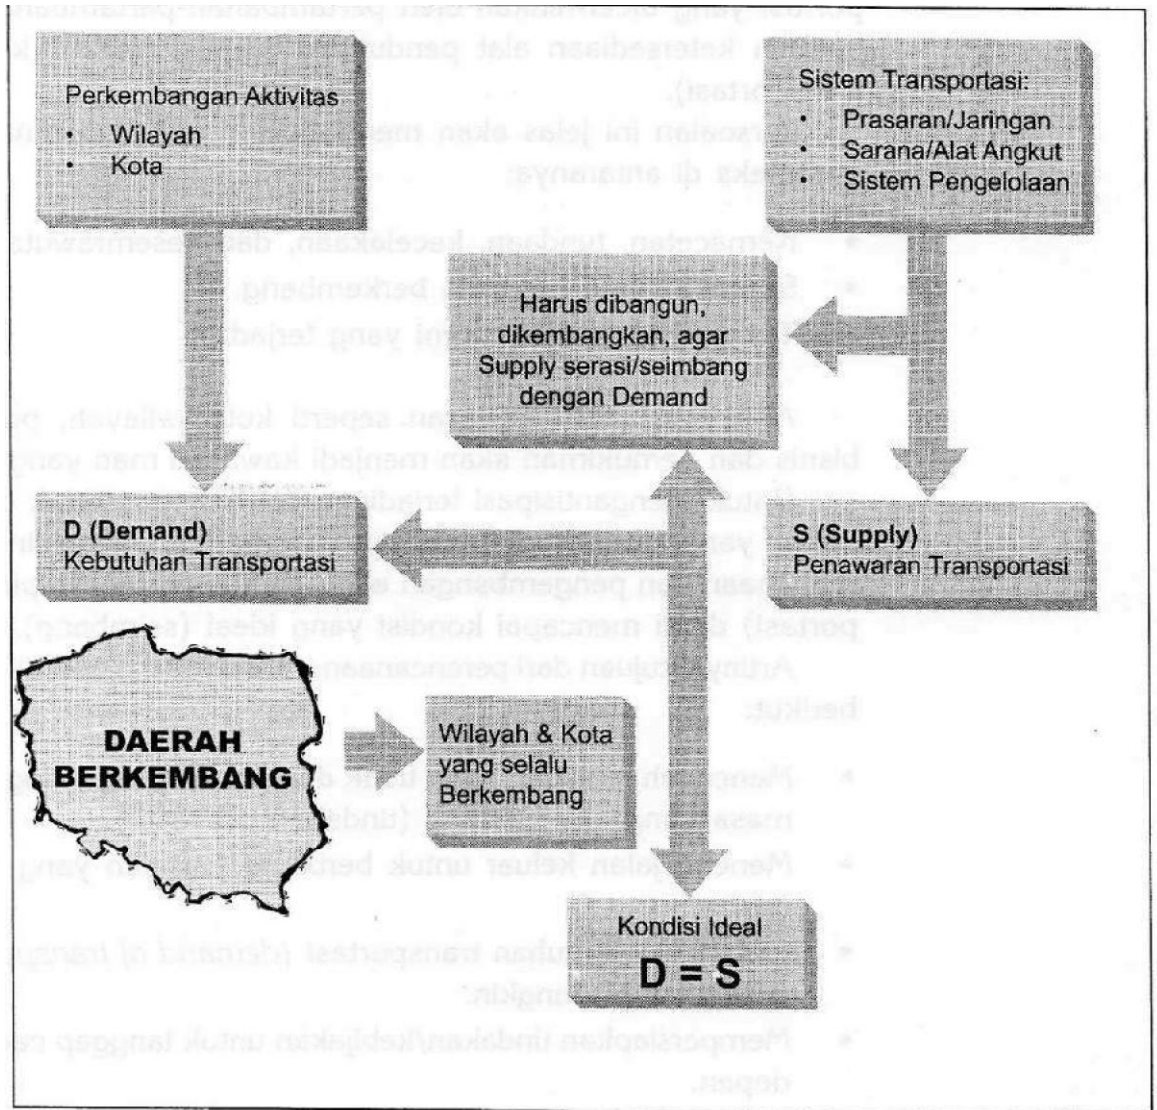 Perkembangan Aktivitas
• Wilayah
• Kota
Sistem Transportasi:
• Prasaran/Jaringan
• Sarana/Alat Angkut
• Sistem Pengelolaan
Harus dibangun,
dikembangkan, agar
Supply serasi/seimbang
dengan Demand
D (Demand)
Kebutuhan Transportasi
S (Supply)
Penawaran Transportasi
DAERAH
BERKEMBANG
Wilayah & Kota
yang selalu
Berkembang
Kondisi Ideal
D = S